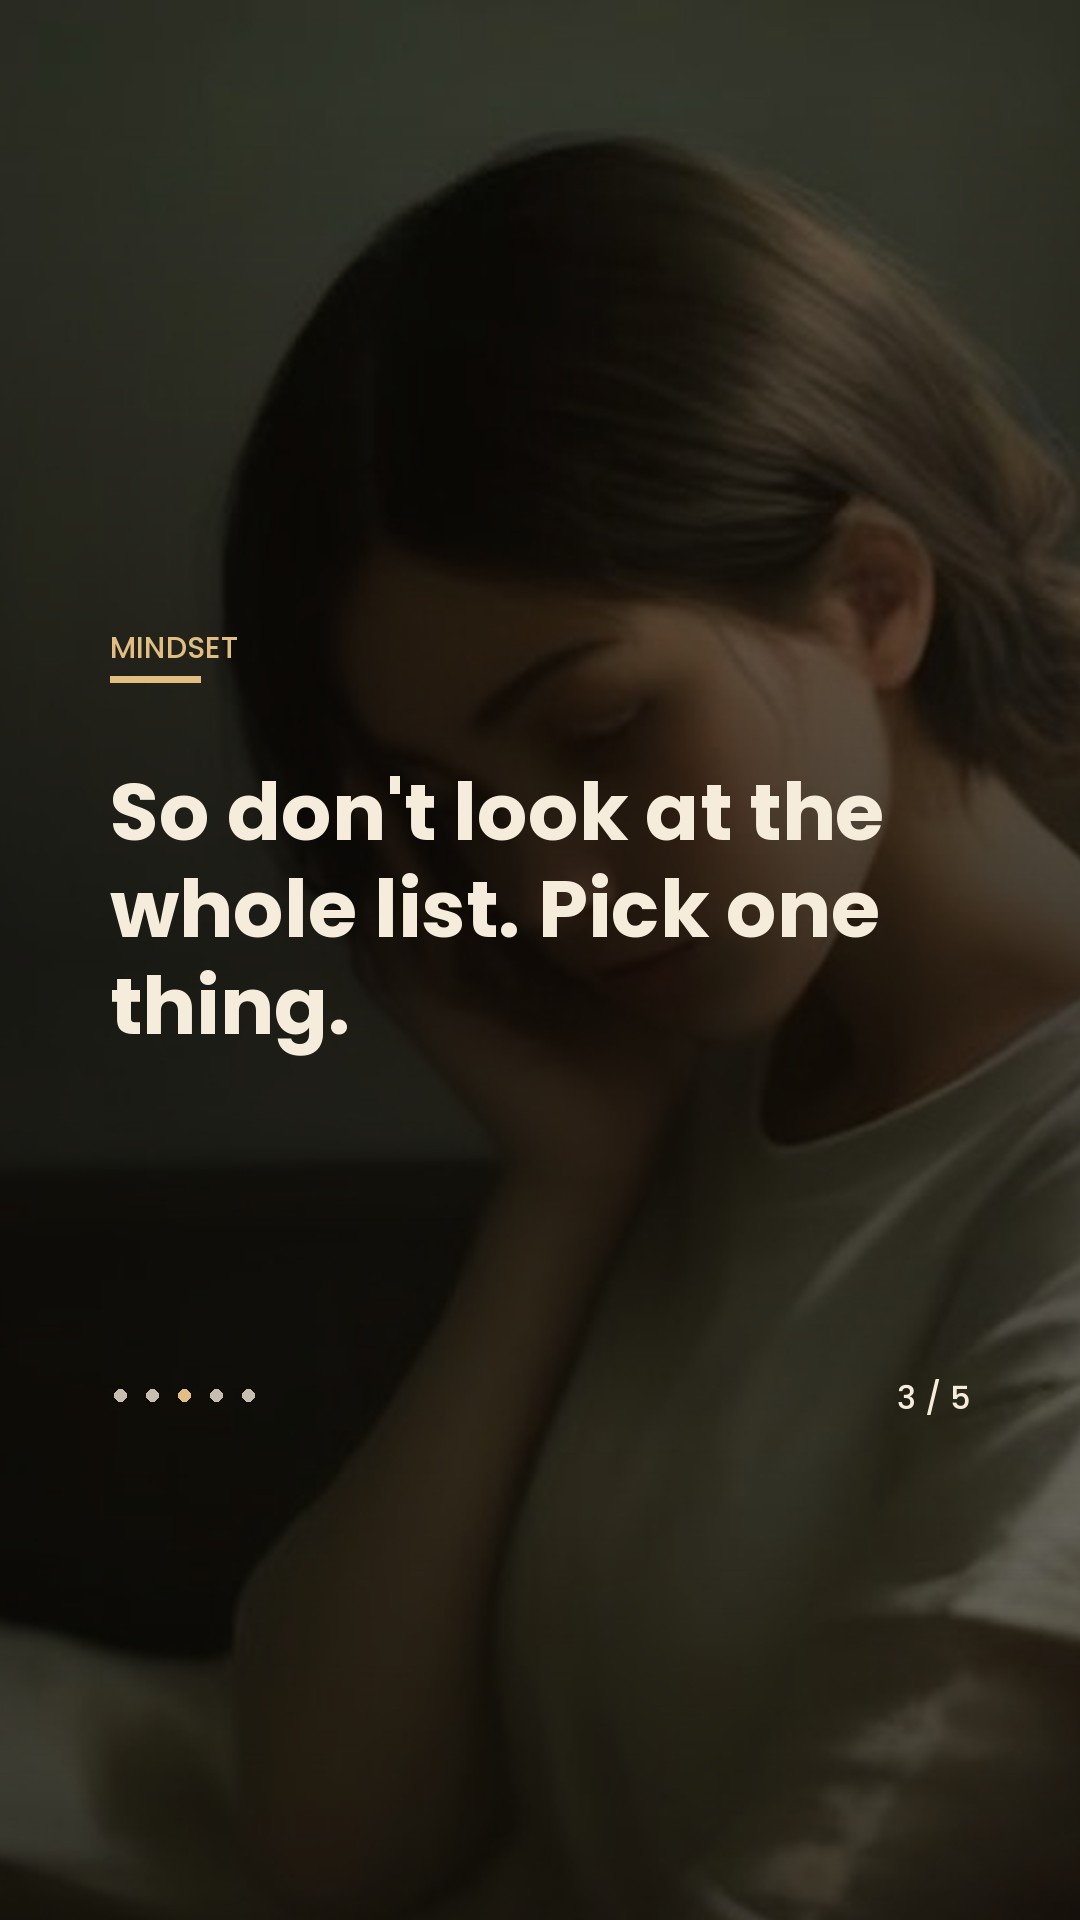 MINDSET
So don't look at the
whole list. Pick one
thing.
3 / 5